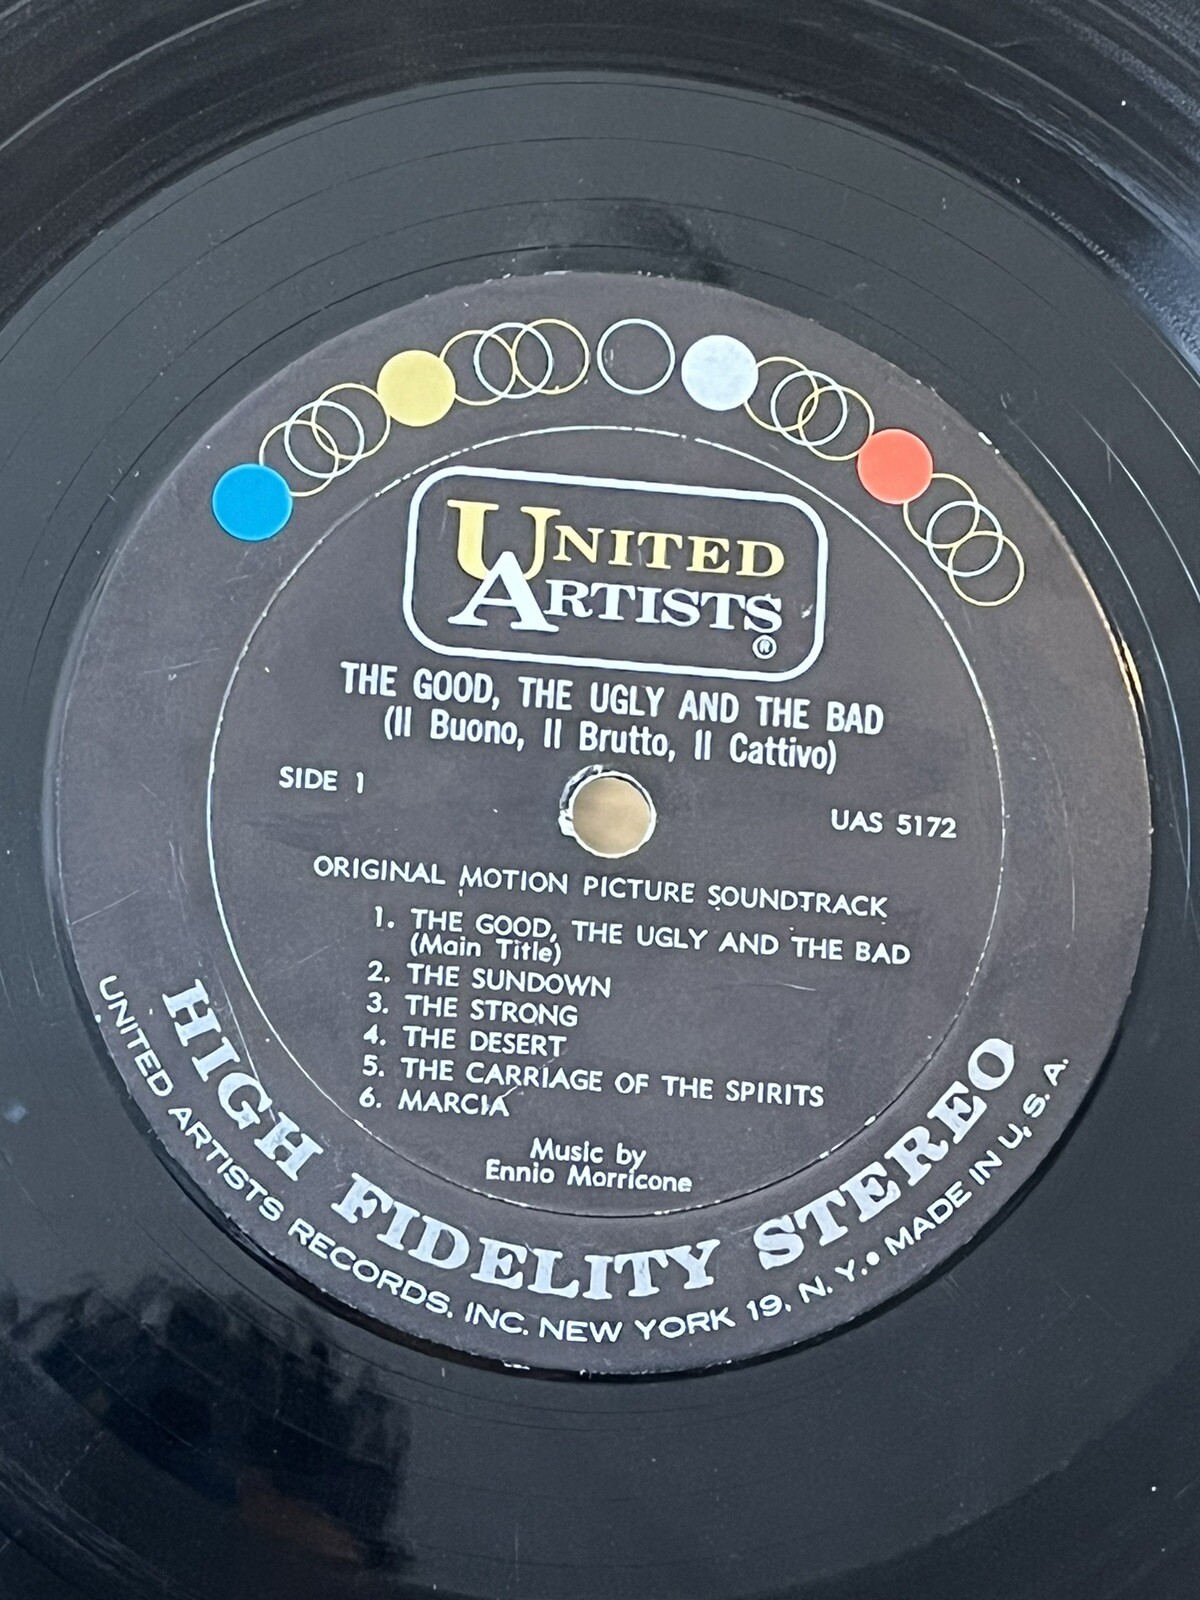 UNITED
ARTISTS
®
THE GOOD, THE UGLY AND THE BAD
(Il Buono, Il Brutto, Il Cattivo)
SIDE 1
UAS 5172
ORIGINAL MOTION PICTURE SOUNDTRACK
1. THE GOOD, THE UGLY AND THE BAD
(Main Title)
2. THE SUNDOWN
3. THE STRONG
4. THE DESERT
5. THE CARRIAGE OF THE SPIRITS
6. MARCIA
Music by
Ennio Morricone
HIGH FIDELITY STEREO
UNITED ARTISTS RECORDS, INC. NEW YORK 19, N. Y. • MADE IN U. S. A.